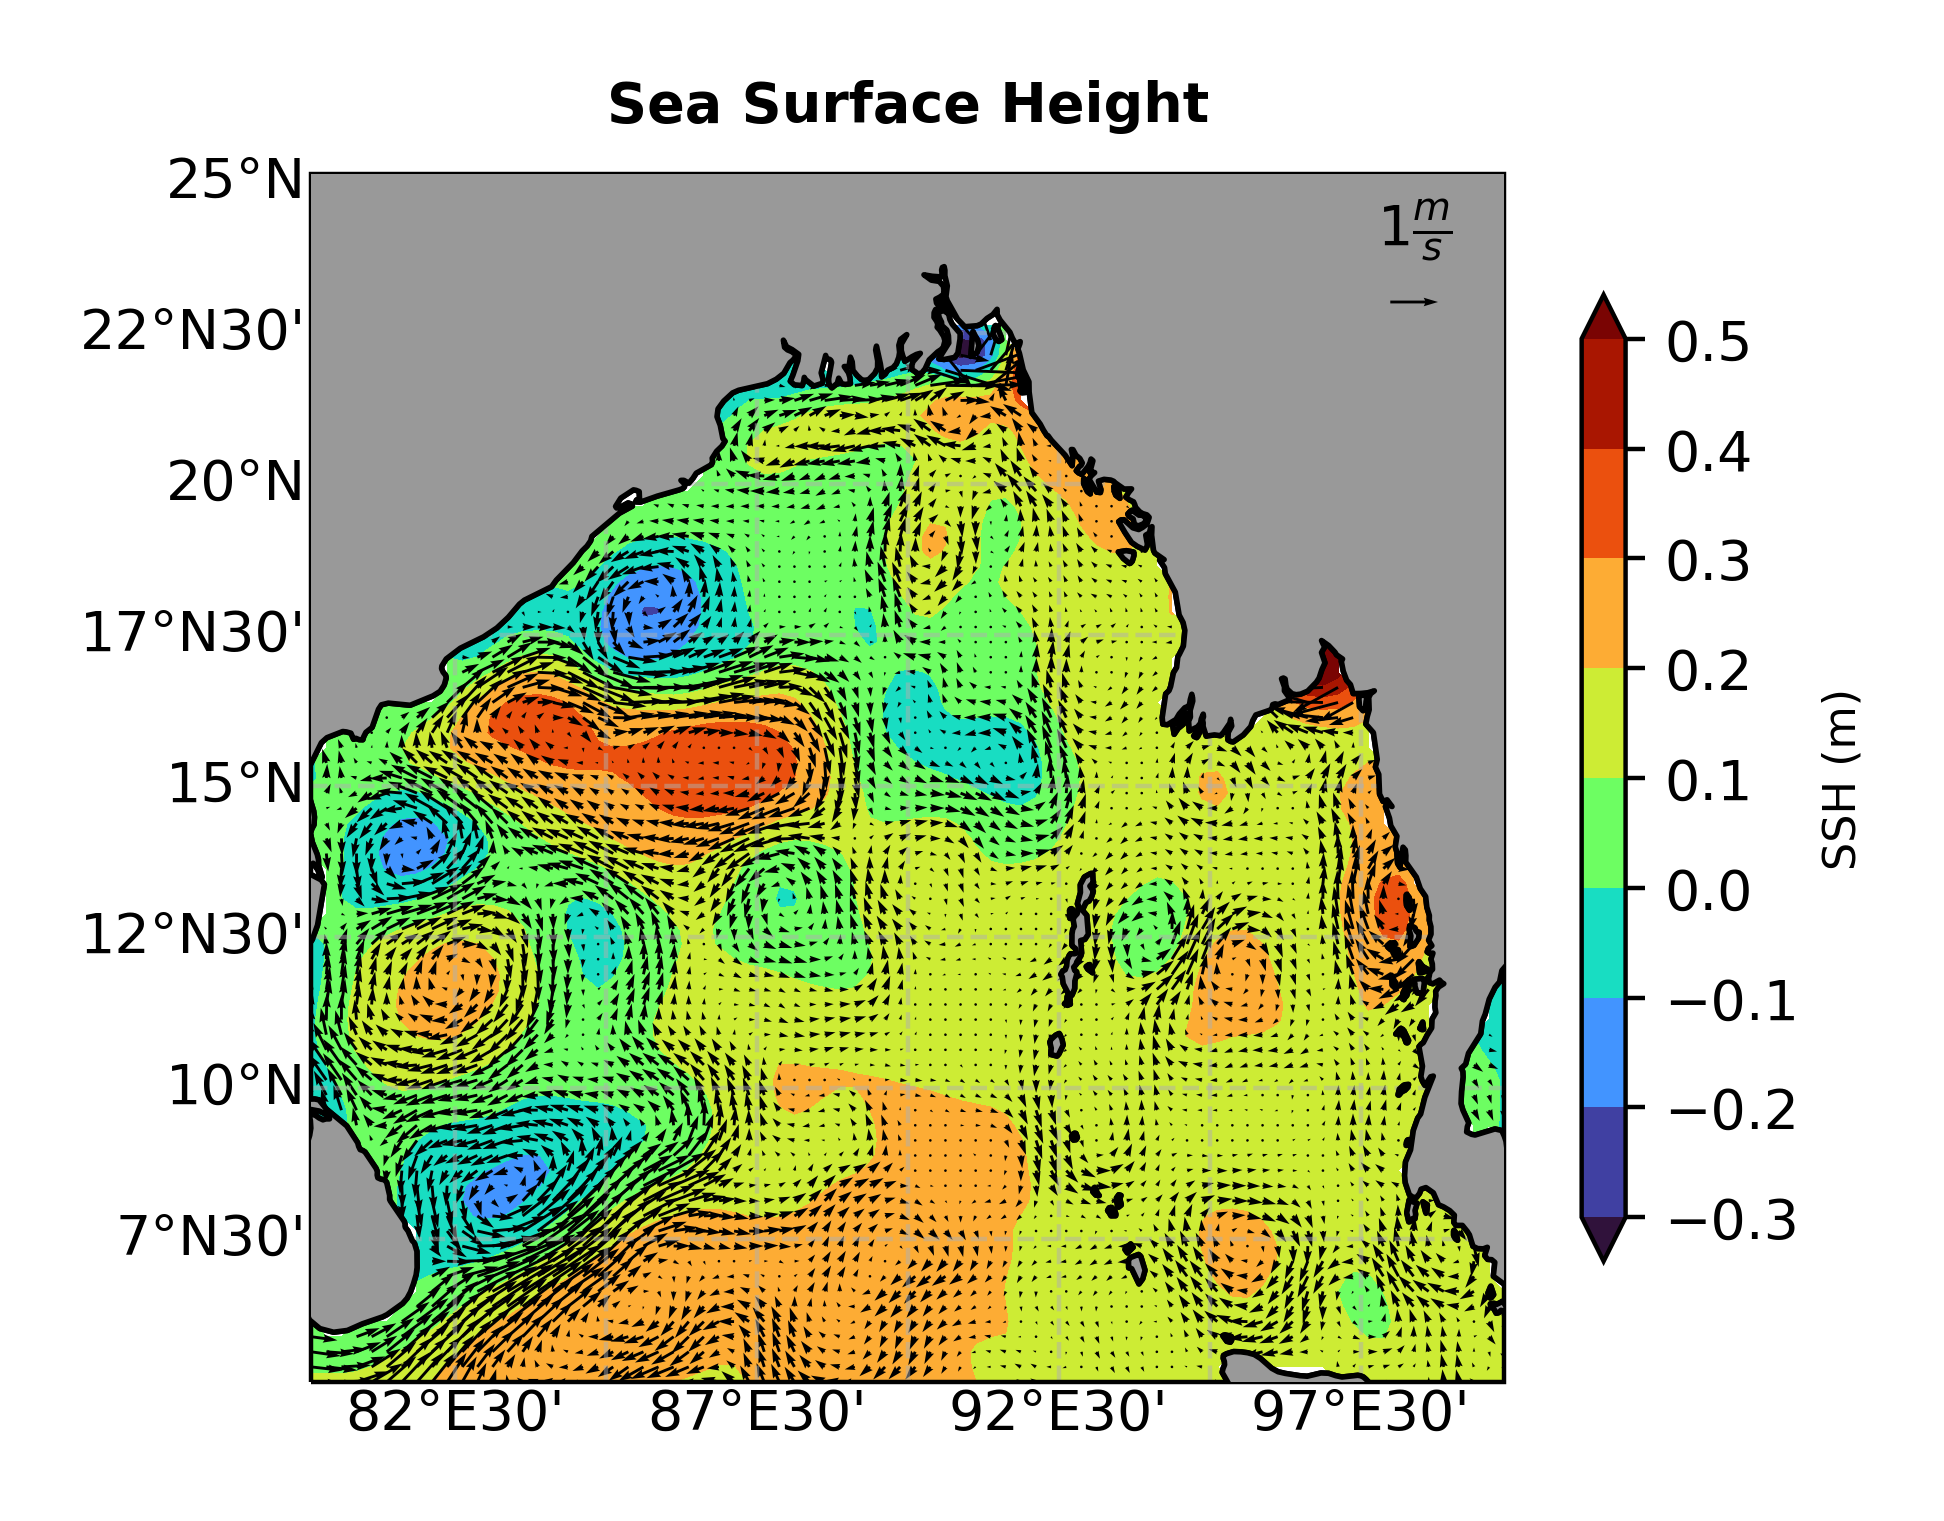 Sea Surface Height
25°N
22°N30'
20°N
17°N30'
15°N
12°N30'
10°N
7°N30'
1 m/s
82°E30' 87°E30' 92°E30' 97°E30'
0.5
0.4
0.3
0.2
0.1
0.0
−0.1
−0.2
−0.3
SSH (m)